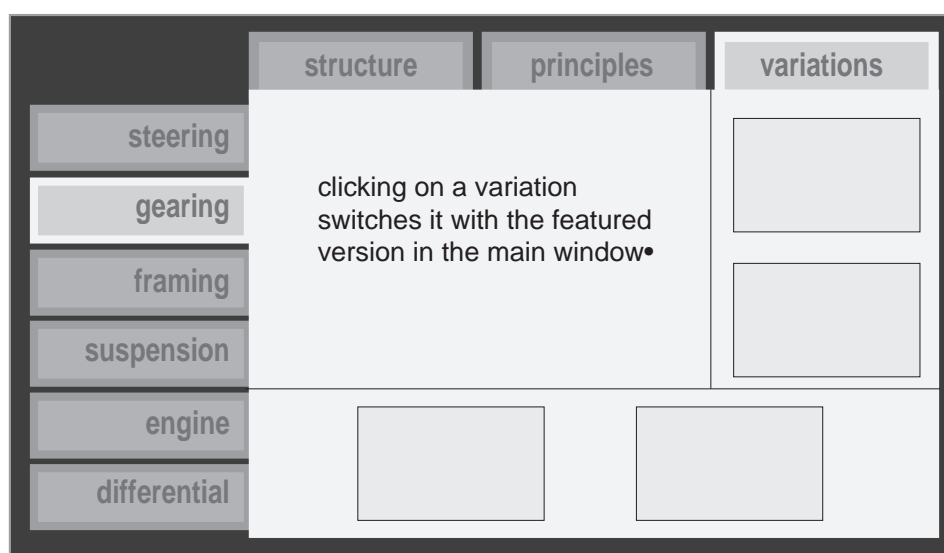 structure
principles
variations
steering
gearing
framing
suspension
engine
differential
clicking on a variation
switches it with the featured
version in the main window•